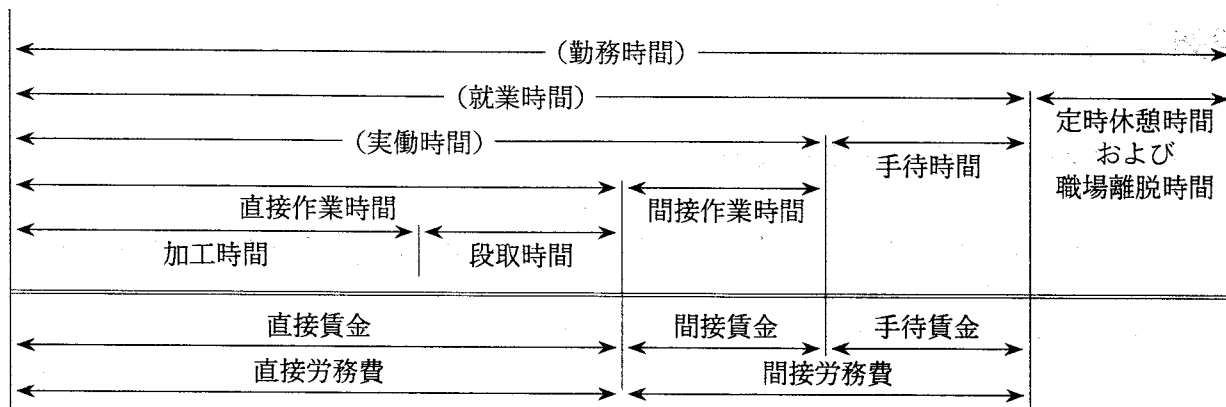 (勤務時間)
(就業時間)
定時休憩時間
および
職場離脱時間
(実働時間)
手待時間
直接作業時間
間接作業時間
加工時間
段取時間
直接賃金
間接賃金
手待賃金
直接労務費
間接労務費